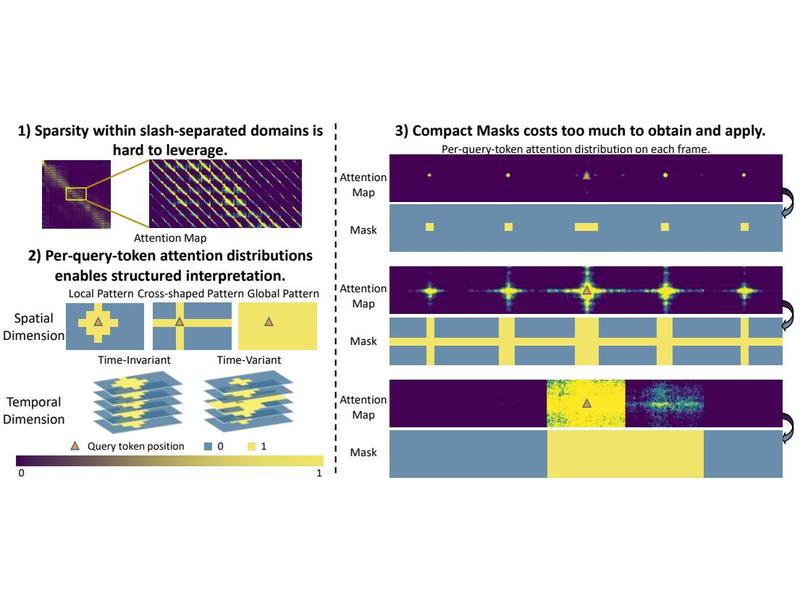 1) Sparsity within slash-separated domains is
hard to leverage.
Attention Map
2) Per-query-token attention distributions
enables structured interpretation.
Local Pattern Cross-shaped Pattern Global Pattern
Spatial
Dimension
Time-Invariant Time-Variant
Temporal
Dimension
Query token position 0 1
0 1
3) Compact Masks costs too much to obtain and apply.
Per-query-token attention distribution on each frame.
Attention
Map
Mask
Attention
Map
Mask
Attention
Map
Mask